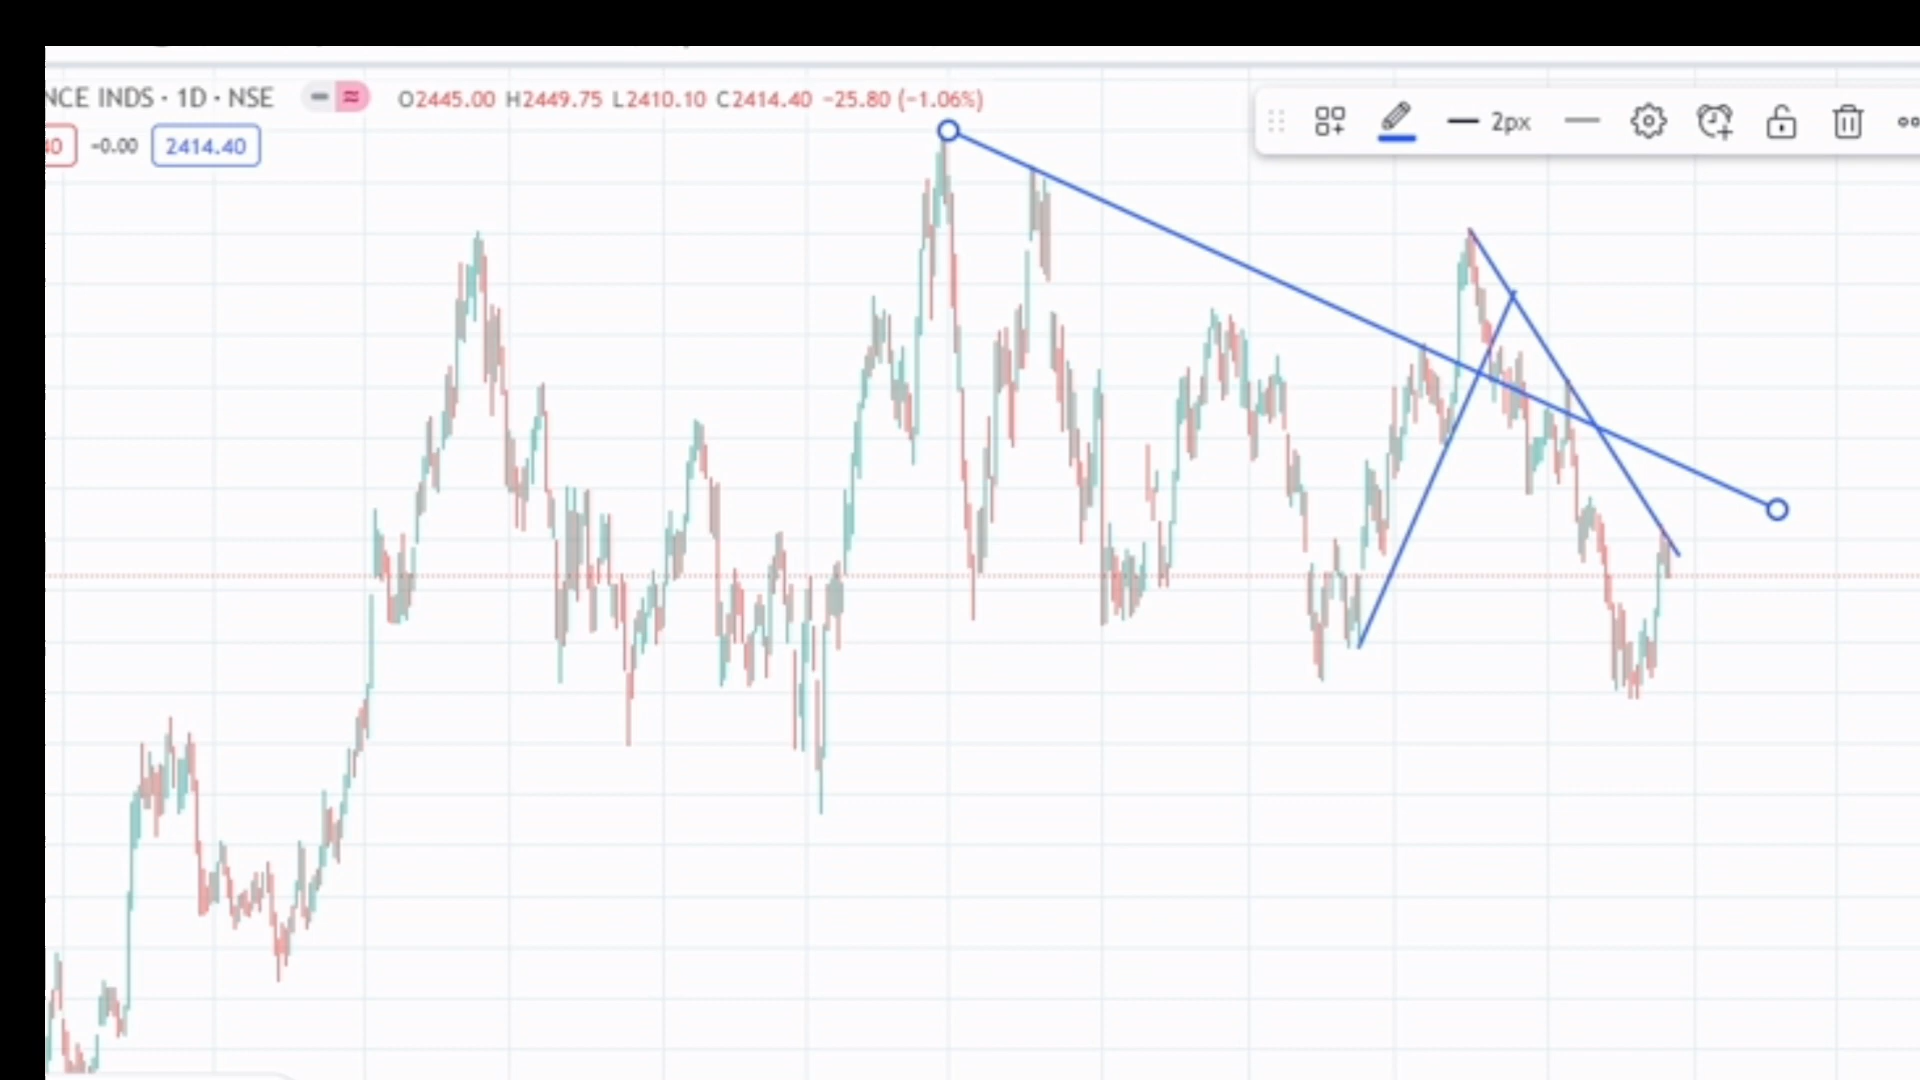 NCE INDS · 1D · NSE O2445.00 H2449.75 L2410.10 C2414.40 −25.80 (−1.06%)
40 −0.00 2414.40
2px